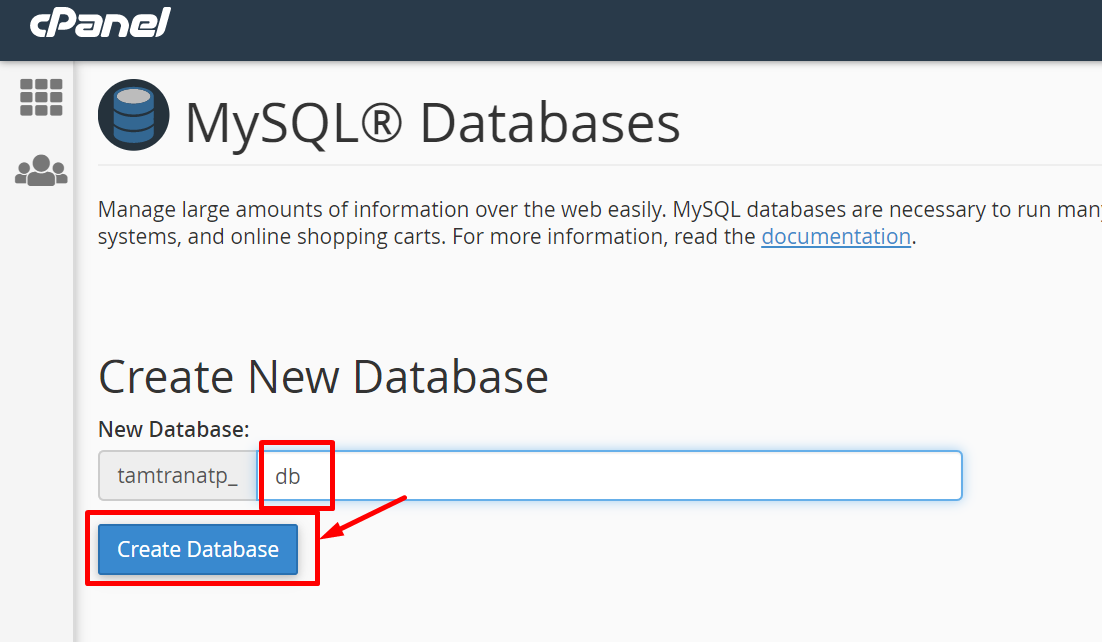 cPanel
MySQL® Databases
Manage large amounts of information over the web easily. MySQL databases are necessary to run many
systems, and online shopping carts. For more information, read the documentation.
Create New Database
New Database:
tamtranatp_ db
Create Database